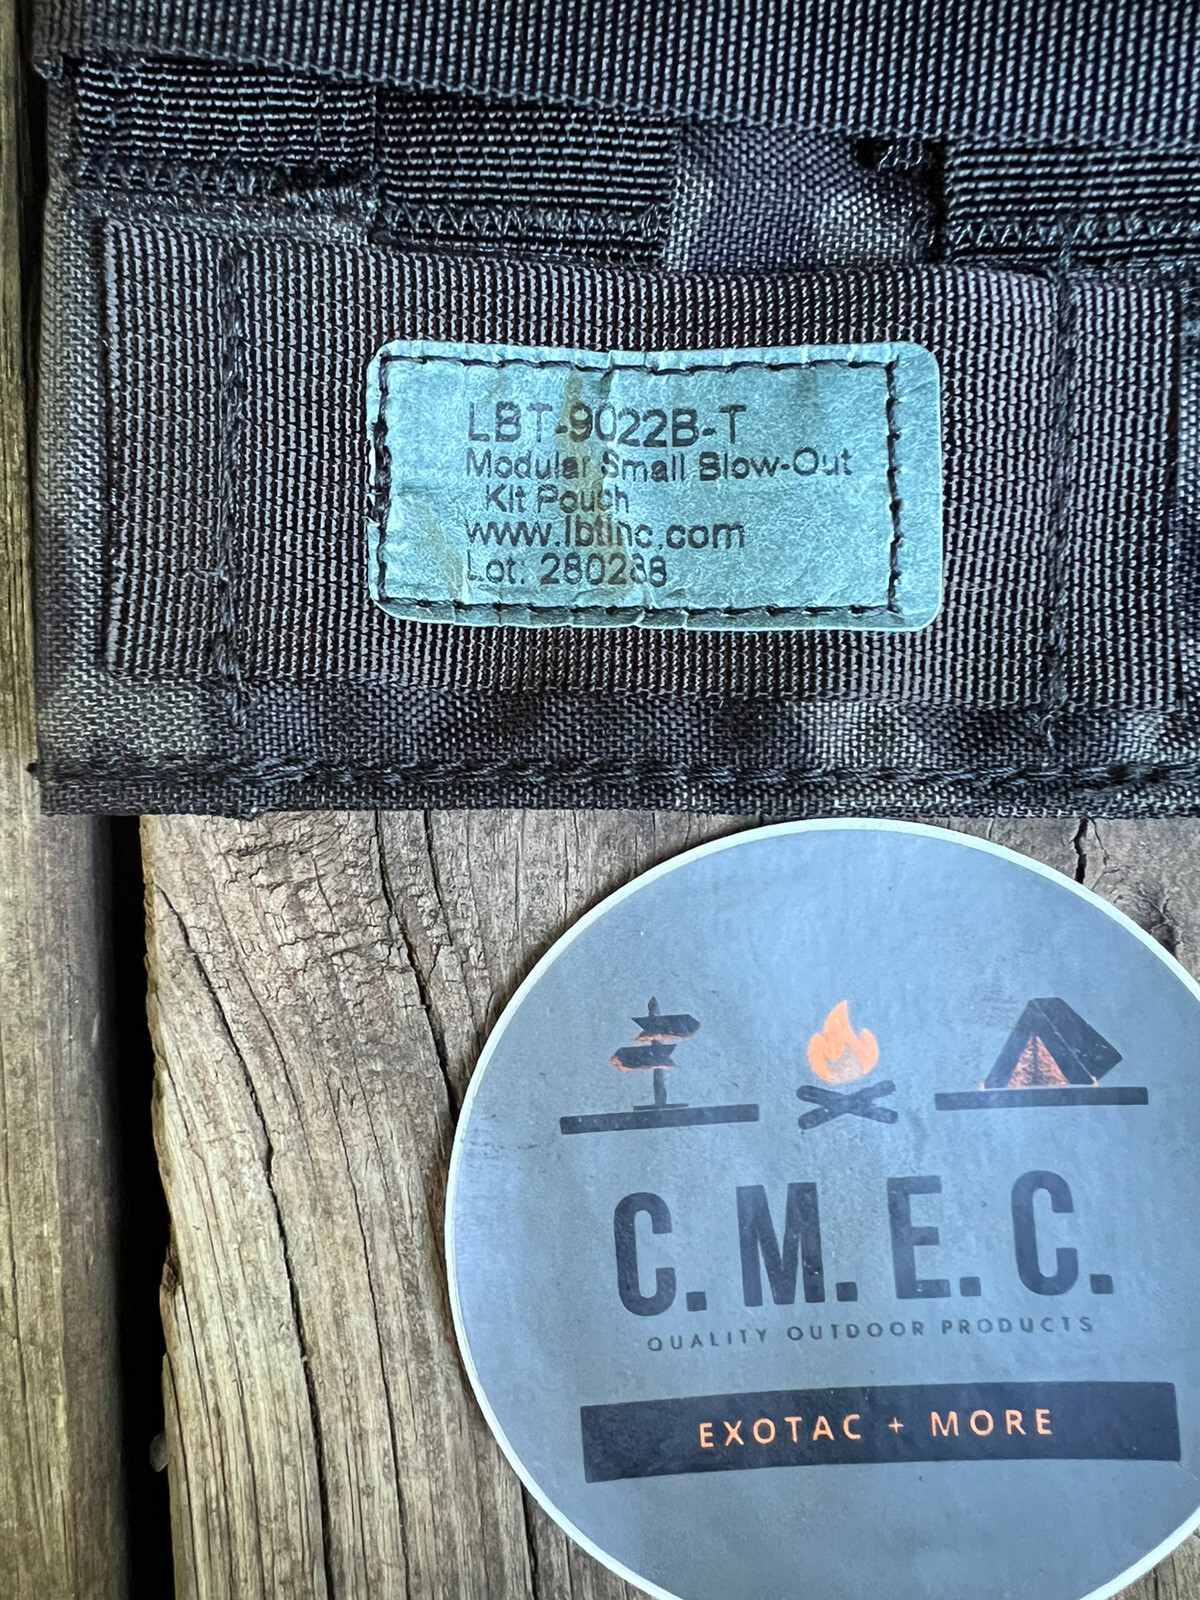 LBT-9022B-T
Modular Small Blow-Out
Kit Pouch
www.lbtinc.com
Lot: 280288
C. M. E. C.
QUALITY OUTDOOR PRODUCTS
EXOTAC + MORE